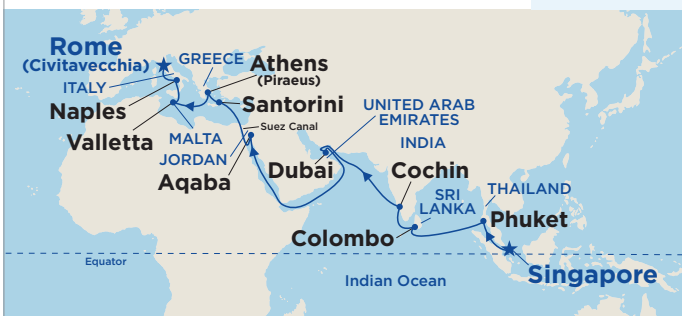 Rome
(Civitavecchia)
ITALY
GREECE
Athens
(Piraeus)
Naples
Santorini
Valletta
MALTA
Suez Canal
JORDAN
Aqaba
UNITED ARAB
EMIRATES
Dubai
INDIA
Cochin
SRI
LANKA
THAILAND
Phuket
Colombo
Equator
Indian Ocean
Singapore